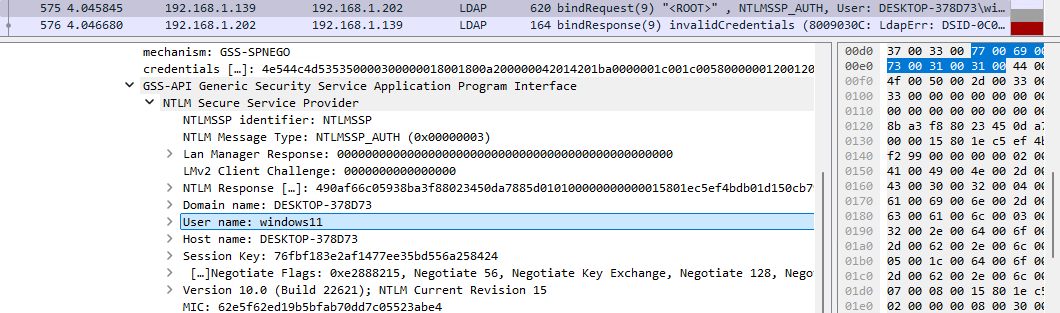 575 4.045845 192.168.1.139 192.168.1.202 LDAP 620 bindRequest(9) "<ROOT>" , NTLMSSP_AUTH, User: DESKTOP-378D73\wi…
576 4.046680 192.168.1.202 192.168.1.139 LDAP 164 bindResponse(9) invalidCredentials (8009030C: LdapErr: DSID-0C0
mechanism: GSS-SPNEGO
GSS-API Generic Security Service Application Program Interface
NTLM Secure Service Provider
NTLMSSP identifier: NTLMSSP
NTLM Message Type: NTLMSSP_AUTH (0x00000003)
Lan Manager Response: 000000000000000000000000000000000000000000000000
LMv2 Client Challenge: 0000000000000000
NTLM Response […]: 490af66c05938ba3f88023450da7885d0101000000000000015801ec5ef4bdb01d150cb7
Domain name: DESKTOP-378D73
User name: windows11
Host name: DESKTOP-378D73
Session Key: 76fbf183e2af1477ee35bd556a258424
[…]Negotiate Flags: 0xe2888215, Negotiate 56, Negotiate Key Exchange, Negotiate 128, Nego
Version 10.0 (Build 22621); NTLM Current Revision 15
MIC: 62e5f62ed19b5bfab70dd7c05523abe4
00d0 37 00 33 00 77 00 69 00
00e0 73 00 31 00 31 00 44 00
00f0 4f 00 50 00 2d 00 33 00
0100 33 00 00 00 00 00 00 00
0110 00 00 00 00 00 00 00 00
0120 8b a3 f8 80 23 45 0d a7
0130 00 00 15 80 1e c5 ef 4b
0140 f2 99 00 00 00 00 02 00
0150 41 00 49 00 4e 00 2d 00
0160 43 00 30 00 32 00 04 00
0170 61 00 69 00 6e 00 2d 00
0180 63 00 61 00 6c 00 03 00
0190 32 00 2e 00 64 00 6f 00
01a0 2d 00 62 00 2e 00 6c 00
01b0 05 00 1c 00 64 00 6f 00
01c0 2d 00 62 00 2e 00 6c 00
01d0 07 00 08 00 15 80 1e c5
01e0 02 00 00 00 08 00 30 00